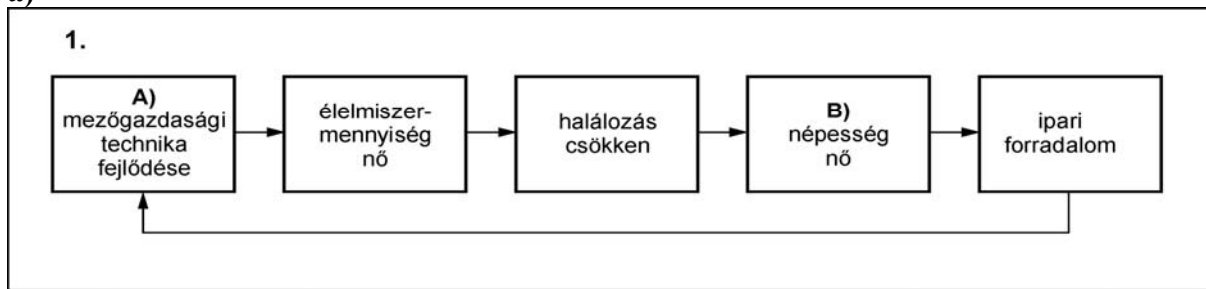 1.
A)
mezőgazdasági
technika
fejlődése
élelmiszer-
mennyiség
nő
halálozás
csökken
B)
népesség
nő
ipari
forradalom